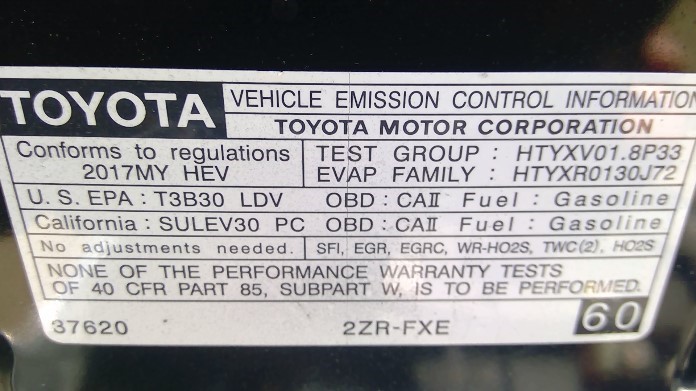 TOYOTA VEHICLE EMISSION CONTROL INFORMATION
TOYOTA MOTOR CORPORATION
Conforms to regulations TEST GROUP : HTYXV01.8P33
2017MY HEV EVAP FAMILY : HTYXR0130J72
U.S. EPA : T3B30 LDV OBD : CAII Fuel : Gasoline
California : SULEV30 PC OBD : CAII Fuel : Gasoline
No adjustments needed. SFI, EGR, EGRC, WR-HO2S, TWC(2), HO2S
NONE OF THE PERFORMANCE WARRANTY TESTS
OF 40 CFR PART 85, SUBPART W, IS TO BE PERFORMED.
37620 2ZR-FXE 60